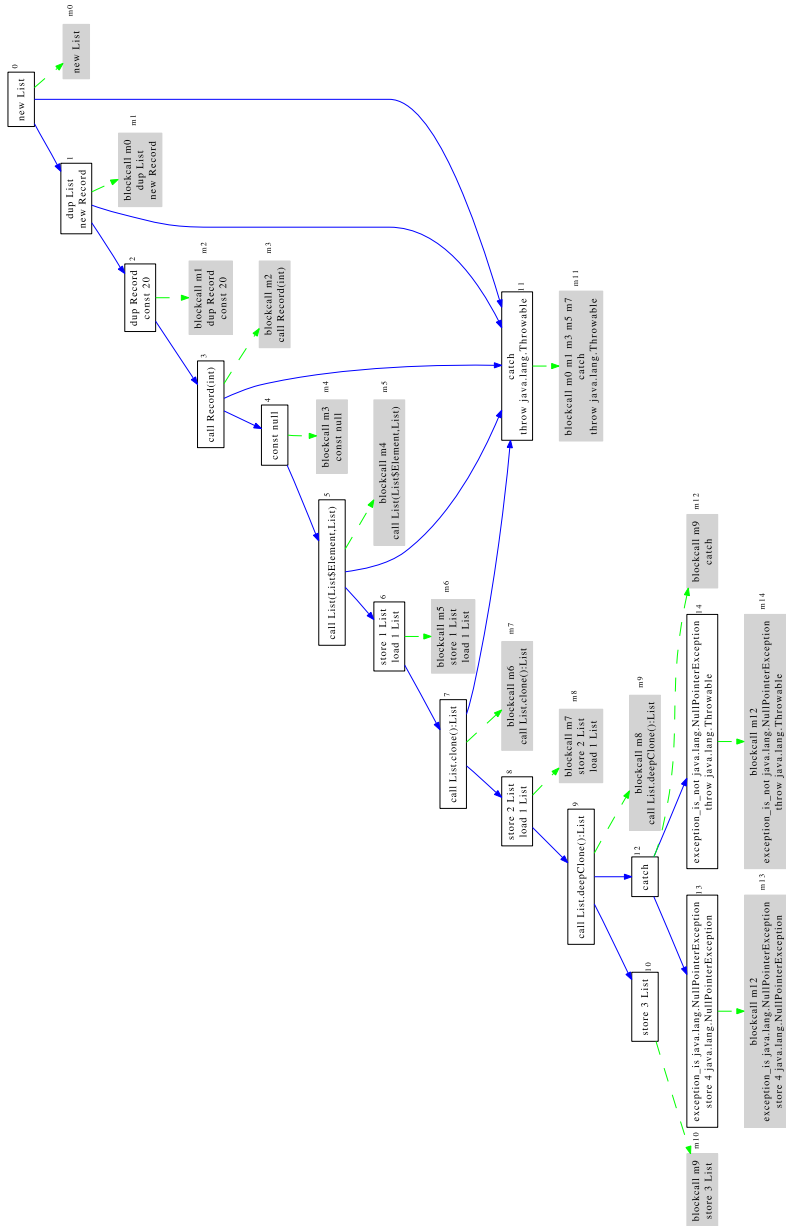 m0
new List
0
new List
m1
blockcall m0
dup List
new Record
1
dup List
new Record
m2
blockcall m1
dup Record
const 20
2
dup Record
const 20
m3
blockcall m2
call Record(int)
3
call Record(int)
m4
blockcall m3
const null
4
const null
m5
blockcall m4
call List(List$Element,List)
5
call List(List$Element,List)
m6
blockcall m5
store 1 List
load 1 List
6
store 1 List
load 1 List
m7
blockcall m6
call List.clone():List
7
call List.clone():List
m8
blockcall m7
store 2 List
load 1 List
8
store 2 List
load 1 List
m9
blockcall m8
call List.deepClone():List
9
call List.deepClone():List
m10
blockcall m9
store 3 List
10
store 3 List
m11
blockcall m0 m1 m3 m5 m7
catch
throw java.lang.Throwable
11
catch
throw java.lang.Throwable
m12
blockcall m9
catch
12
catch
m13
blockcall m12
exception_is java.lang.NullPointerException
store 4 java.lang.NullPointerException
13
exception_is java.lang.NullPointerException
store 4 java.lang.NullPointerException
m14
blockcall m12
exception_is_not java.lang.NullPointerException
throw java.lang.Throwable
14
exception_is_not java.lang.NullPointerException
throw java.lang.Throwable